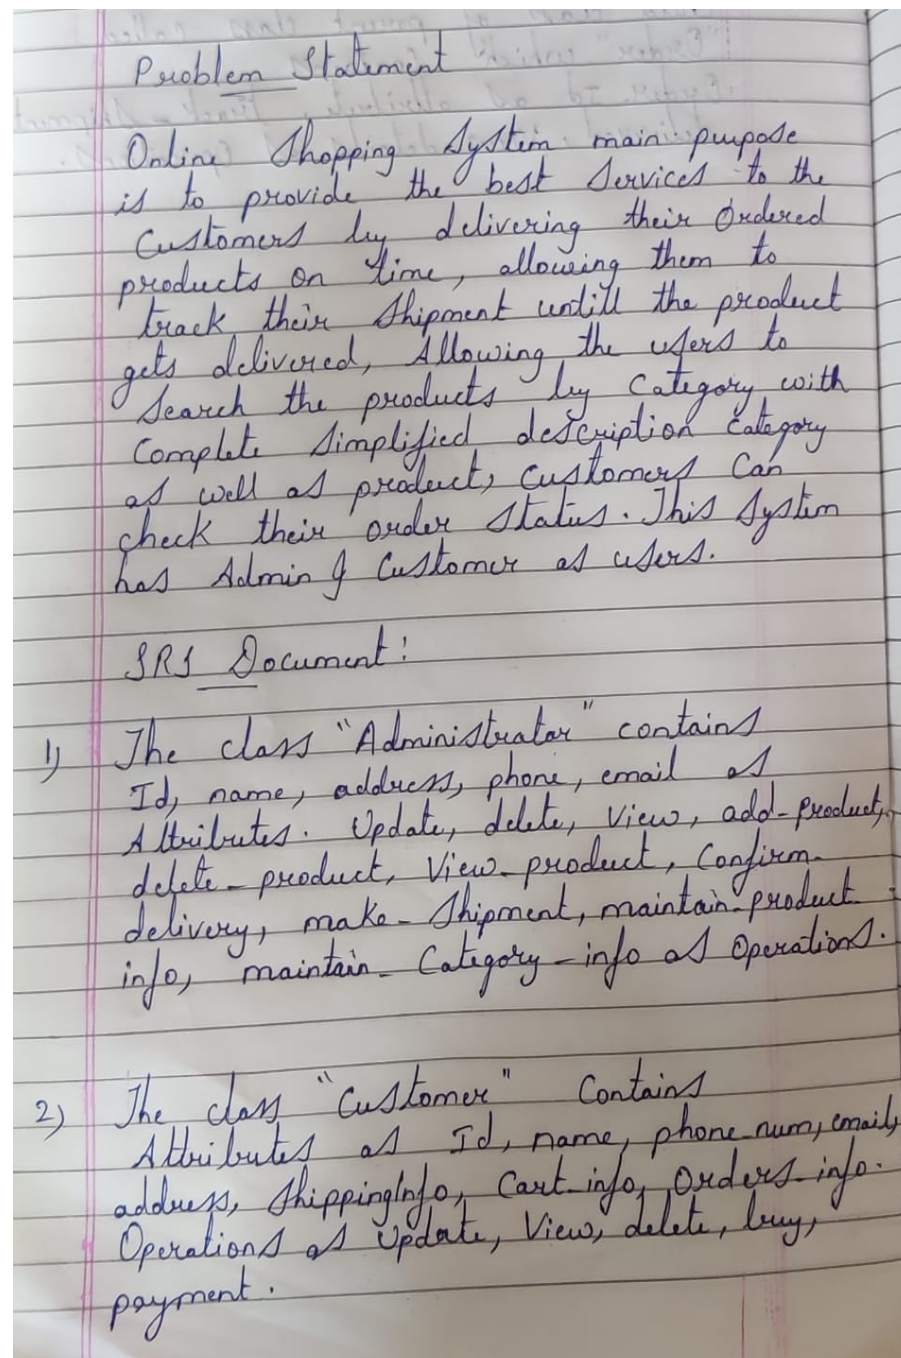 Problem Statement
Online Shopping System main purpose
is to provide the best Services to the
Customers by delivering their Ordered
products on time, allowing them to
track their Shipment untill the product
gets delivered, Allowing the users to
Search the products by Category with
Complete Simplified description category
as well as product, Customers Can
check their order Status. This System
has Admin & Customer as users.
SRS Document:
1) The class "Administrator" contains
Id, name, address, phone, email as
Attributes. Update, delete, View, add-product,
delete-product, View-product, Confirm-
delivery, make-Shipment, maintain-product-
info, maintain-Category-info as Operations.
2) The class "Customer" Contains
Attributes as Id, name, phone-num, email,
address, ShippingInfo, Cart-info, Orders-info.
Operations as Update, View, delete, buy,
payment.